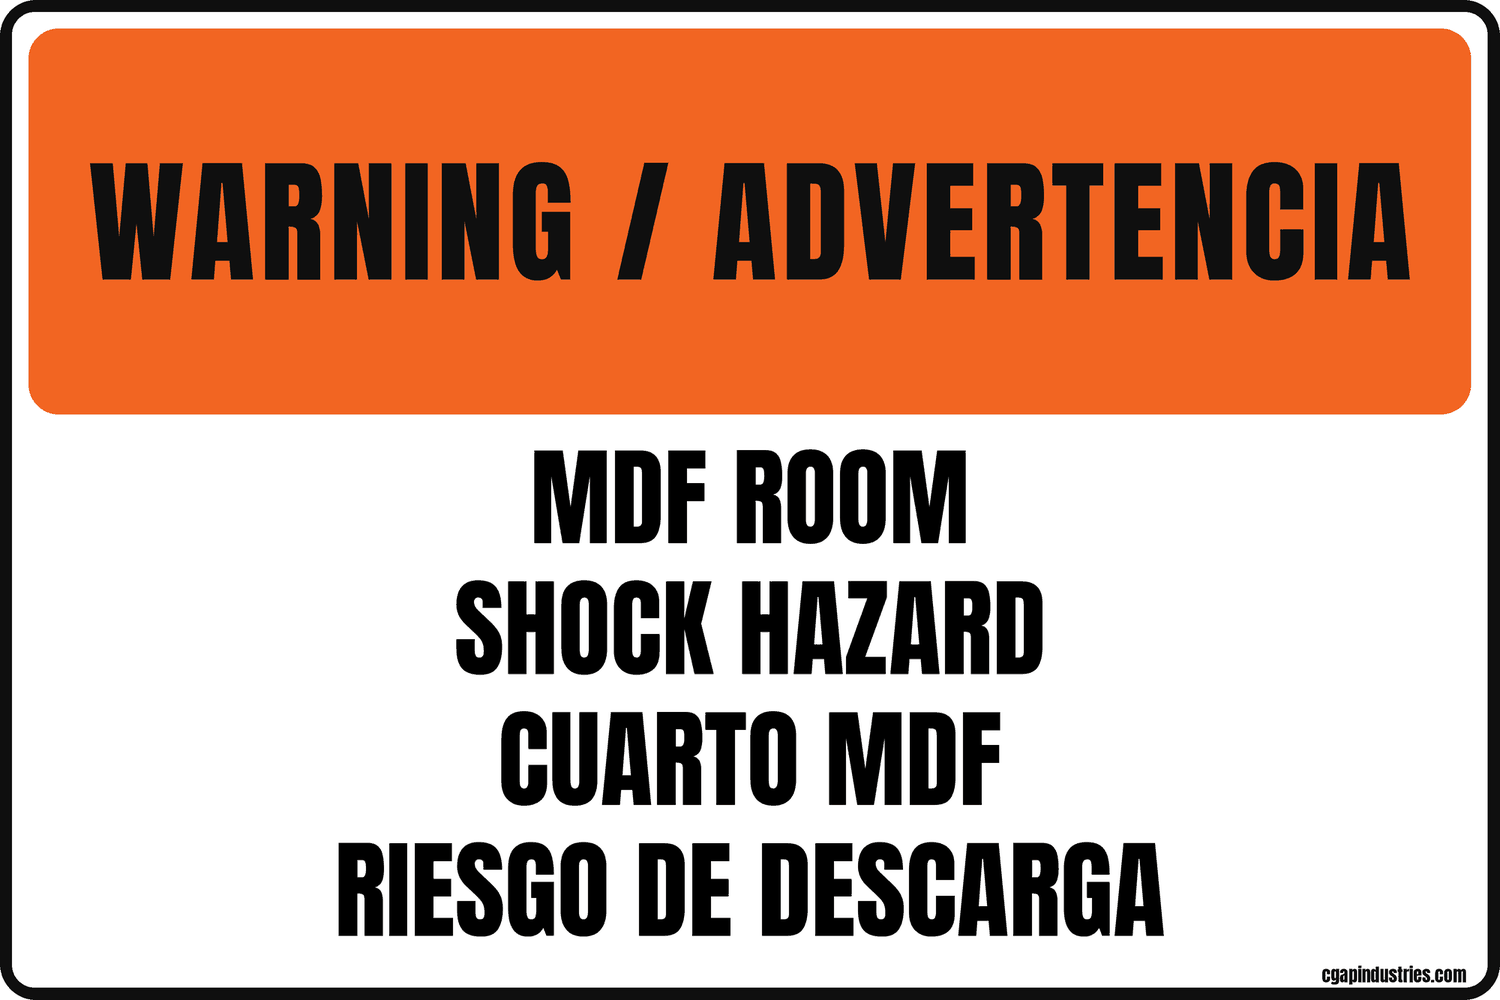 WARNING / ADVERTENCIA
MDF ROOM
SHOCK HAZARD
CUARTO MDF
RIESGO DE DESCARGA
cgapindustries.com